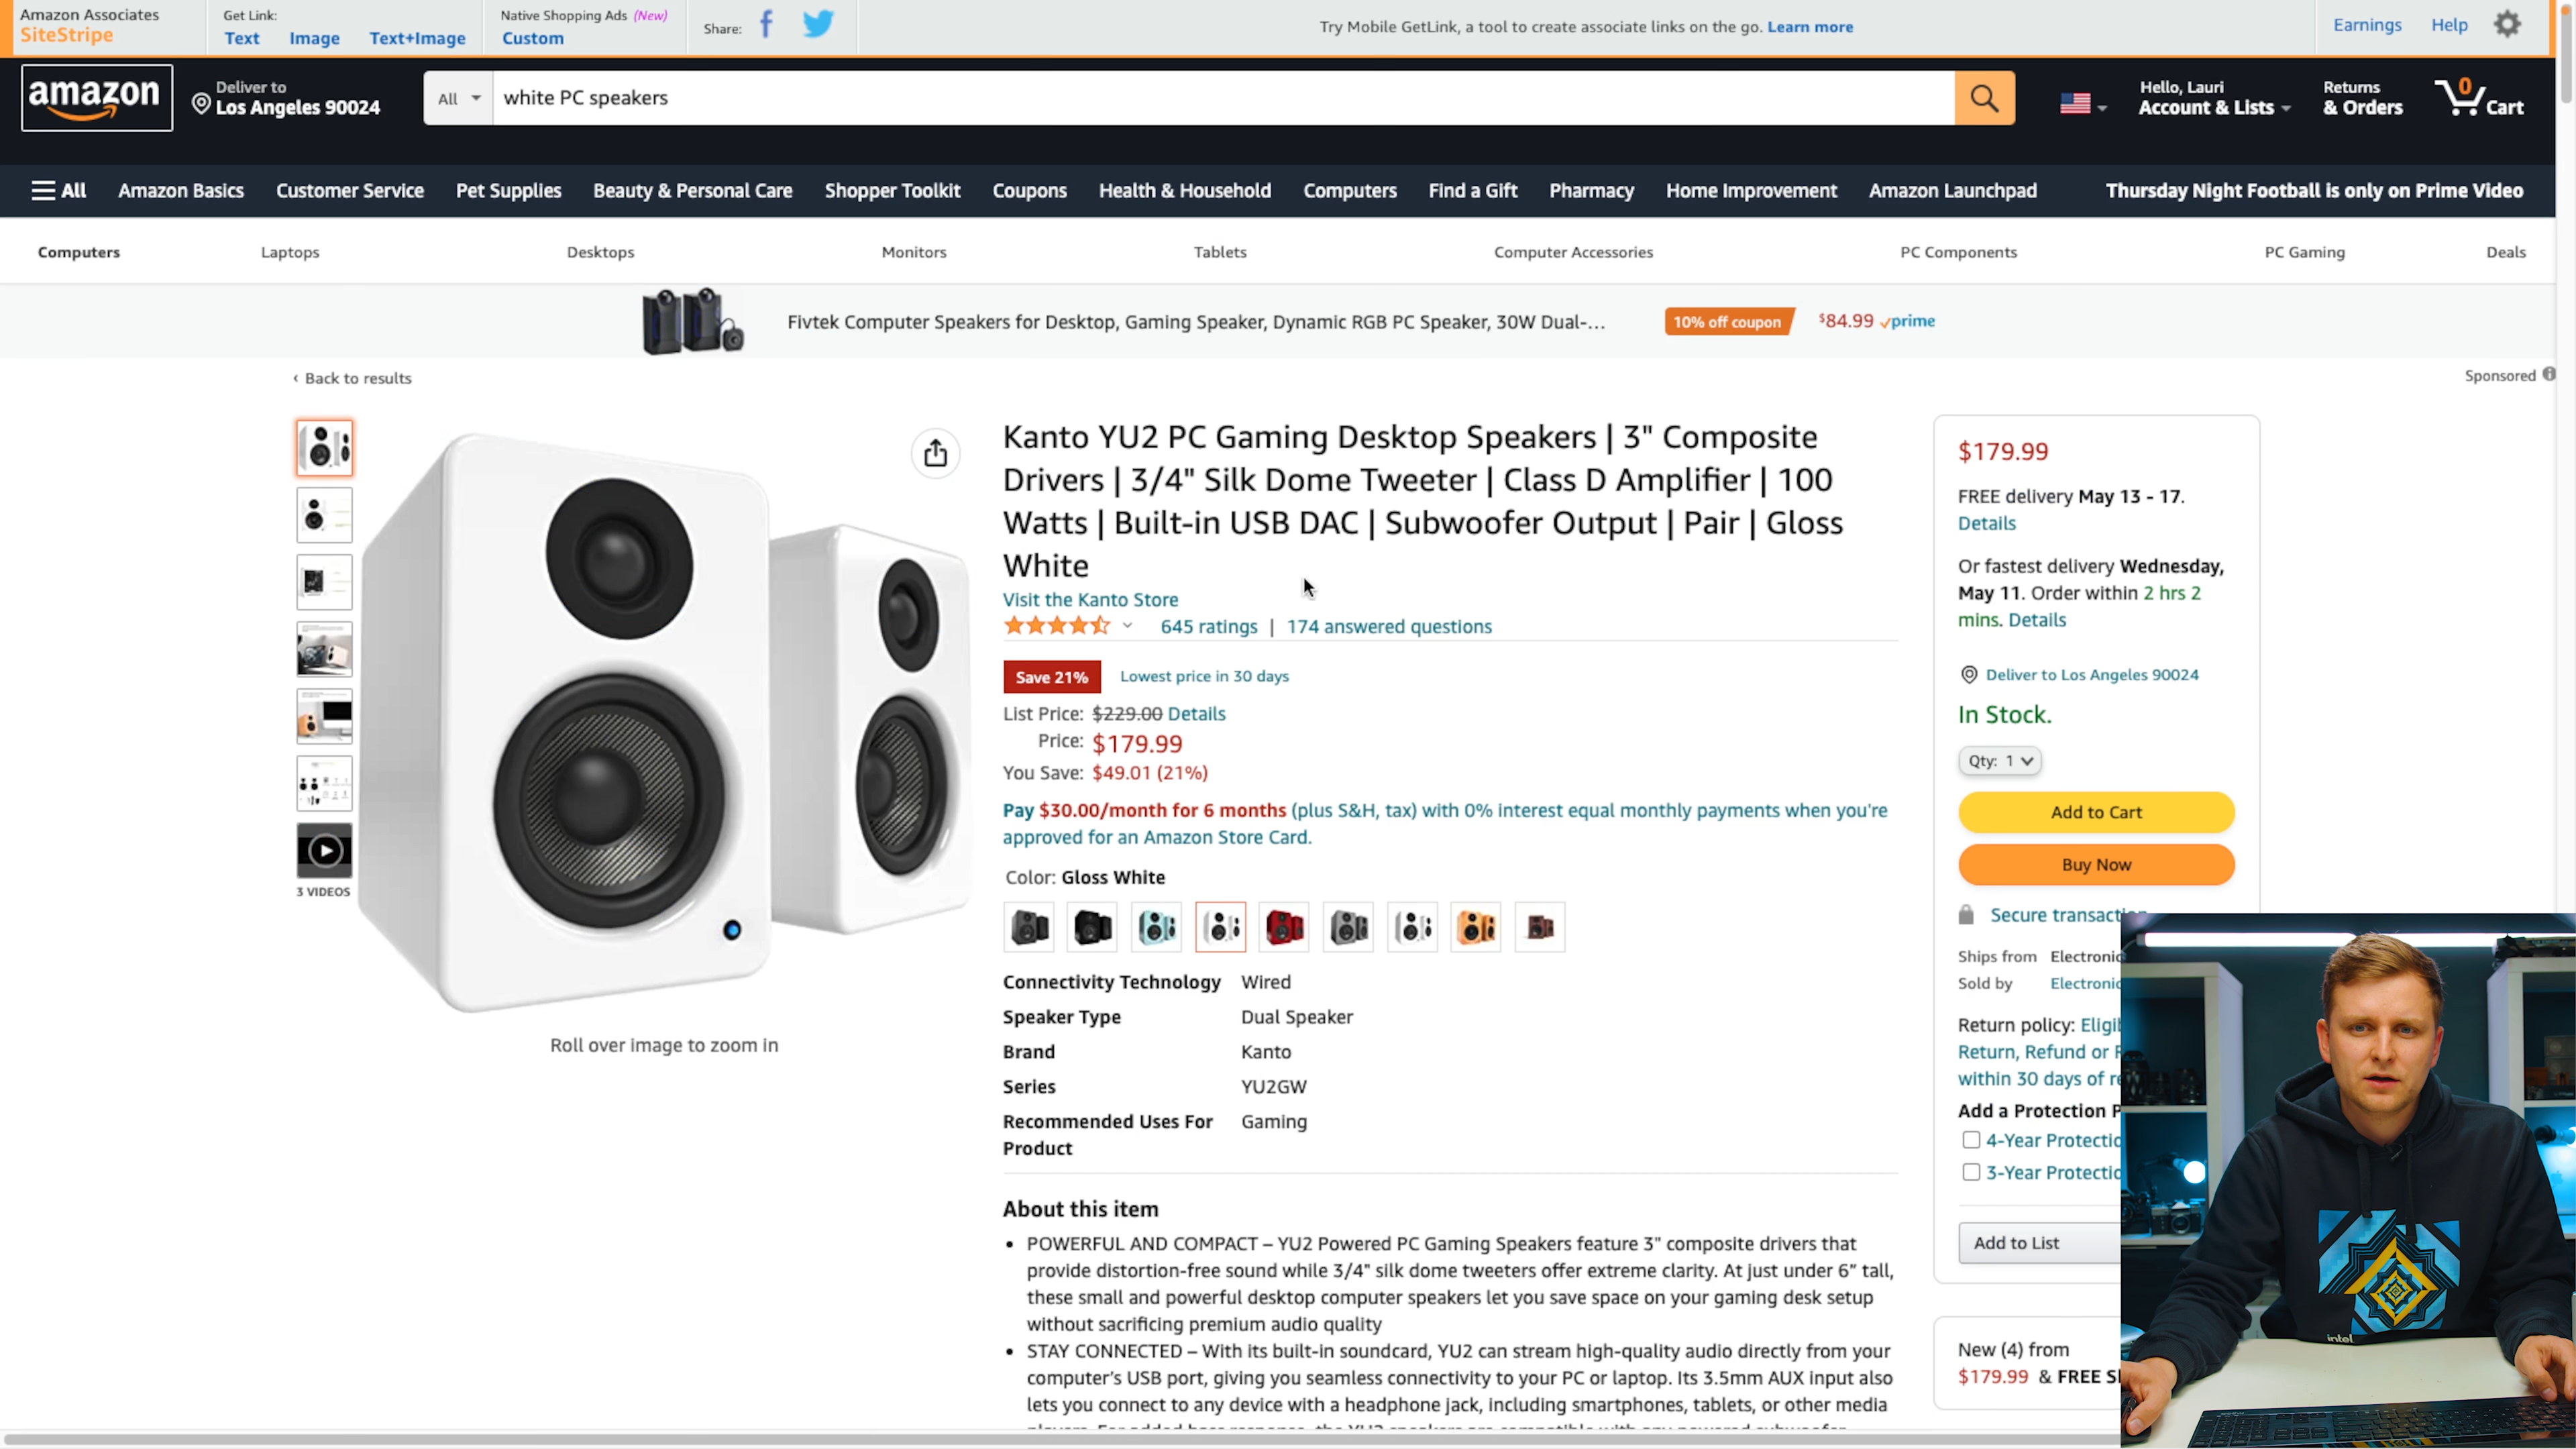 Amazon Associates
SiteStripe
Get Link:
Text Image Text+Image
Native Shopping Ads (New)
Custom
Share:
Try Mobile GetLink, a tool to create associate links on the go. Learn more
Earnings Help
amazon
Deliver to
Los Angeles 90024
All
white PC speakers
Hello, Lauri
Account & Lists
Returns
& Orders
0
Cart
All Amazon Basics Customer Service Pet Supplies Beauty & Personal Care Shopper Toolkit Coupons Health & Household Computers Find a Gift Pharmacy Home Improvement Amazon Launchpad Thursday Night Football is only on Prime Video
Computers Laptops Desktops Monitors Tablets Computer Accessories PC Components PC Gaming Deals
Fivtek Computer Speakers for Desktop, Gaming Speaker, Dynamic RGB PC Speaker, 30W Dual-... 10% off coupon $84.99 prime
‹ Back to results
Sponsored
3 VIDEOS
Roll over image to zoom in
Kanto YU2 PC Gaming Desktop Speakers | 3" Composite
Drivers | 3/4" Silk Dome Tweeter | Class D Amplifier | 100
Watts | Built-in USB DAC | Subwoofer Output | Pair | Gloss
White
Visit the Kanto Store
645 ratings | 174 answered questions
Save 21% Lowest price in 30 days
List Price: $229.00 Details
Price: $179.99
You Save: $49.01 (21%)
Pay $30.00/month for 6 months (plus S&H, tax) with 0% interest equal monthly payments when you're
approved for an Amazon Store Card.
Color: Gloss White
Connectivity Technology Wired
Speaker Type Dual Speaker
Brand Kanto
Series YU2GW
Recommended Uses For Gaming
Product
About this item
• POWERFUL AND COMPACT – YU2 Powered PC Gaming Speakers feature 3" composite drivers that
provide distortion-free sound while 3/4" silk dome tweeters offer extreme clarity. At just under 6” tall,
these small and powerful desktop computer speakers let you save space on your gaming desk setup
without sacrificing premium audio quality
• STAY CONNECTED – With its built-in soundcard, YU2 can stream high-quality audio directly from your
computer’s USB port, giving you seamless connectivity to your PC or laptop. Its 3.5mm AUX input also
lets you connect to any device with a headphone jack, including smartphones, tablets, or other media
$179.99
FREE delivery May 13 - 17.
Details
Or fastest delivery Wednesday,
May 11. Order within 2 hrs 2
mins. Details
Deliver to Los Angeles 90024
In Stock.
Qty: 1
Add to Cart
Buy Now
Secure
Ships from
Sold by
Return policy:
Return, Refund or
within 30 days of
Add a Protection
4-Year
3-Year
Add to List
New (4) from
$179.99 & FREE
intel